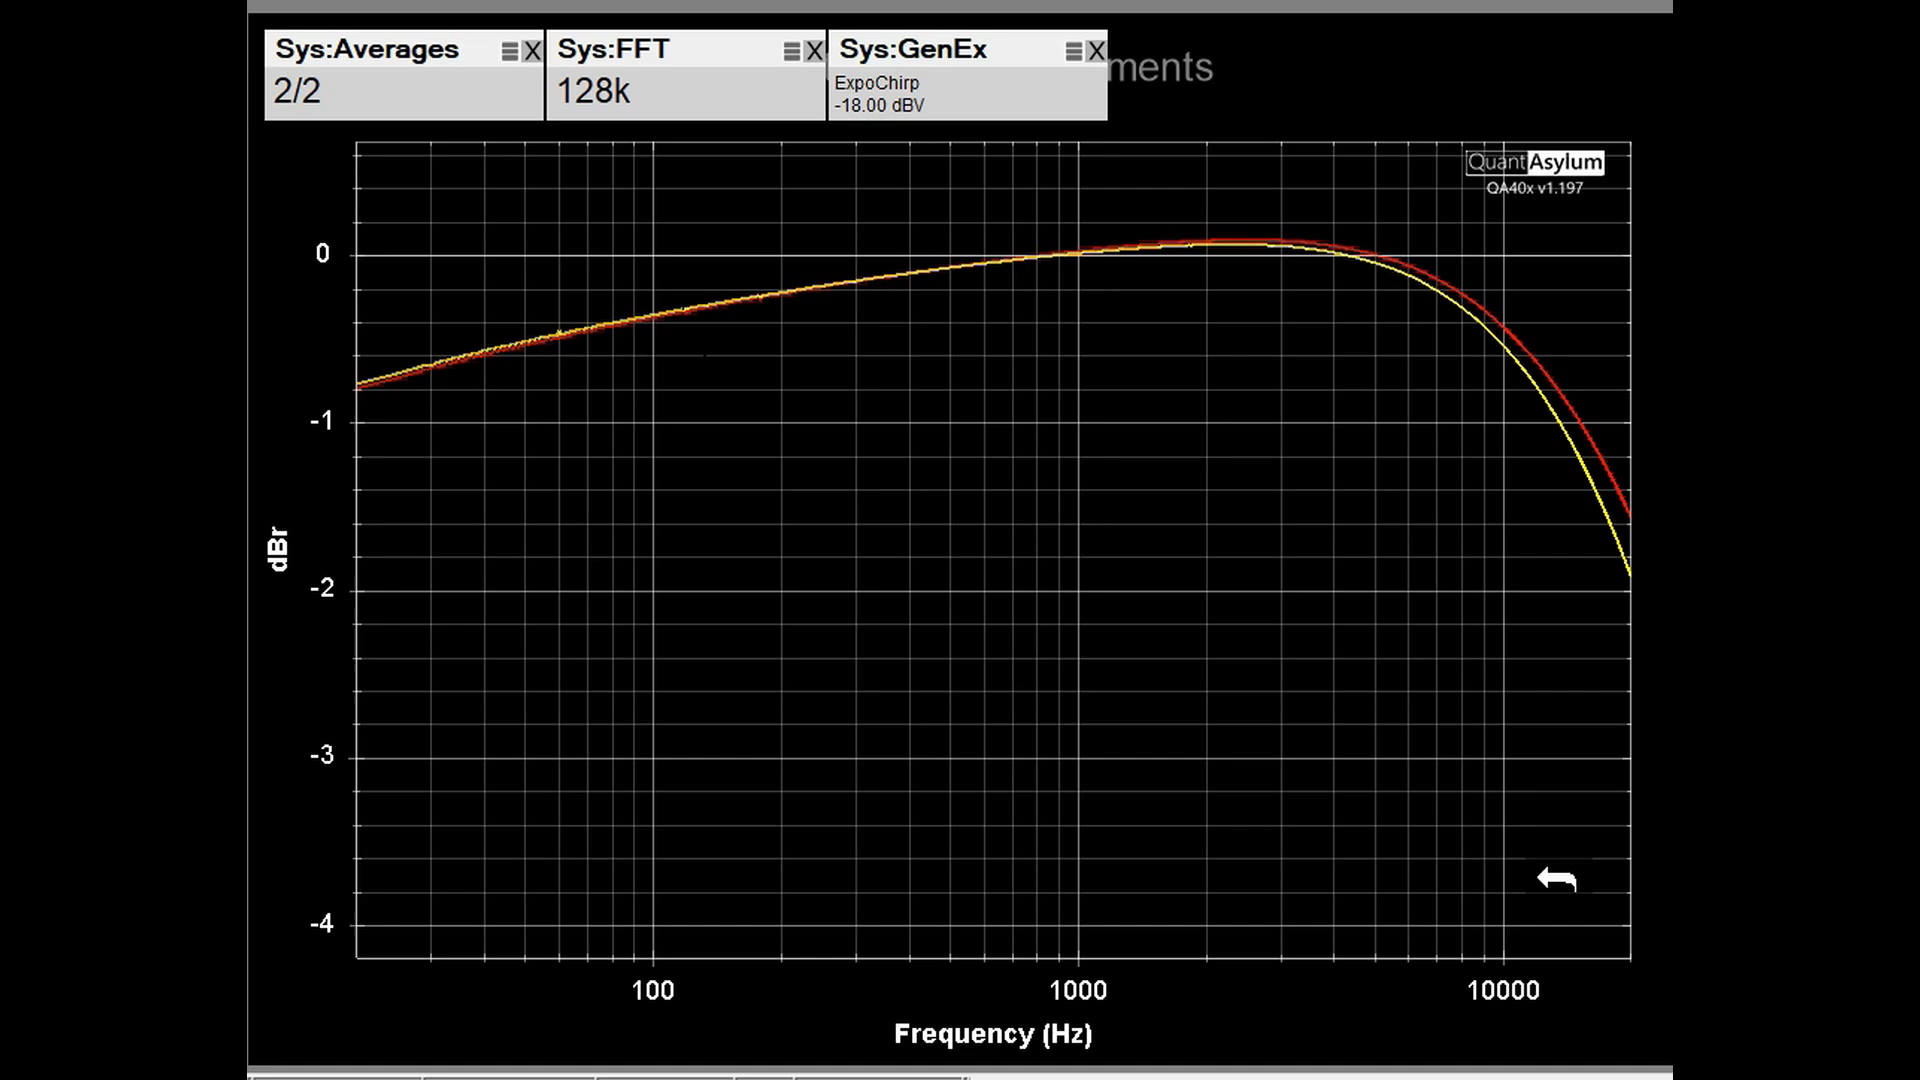 Sys:Averages
2/2
Sys:FFT
128k
Sys:GenEx
ExpoChirp
-18.00 dBV
ments
QuantAsylum
QA40x v1.197
0
-1
-2
-3
-4
dBr
100
1000
10000
Frequency (Hz)